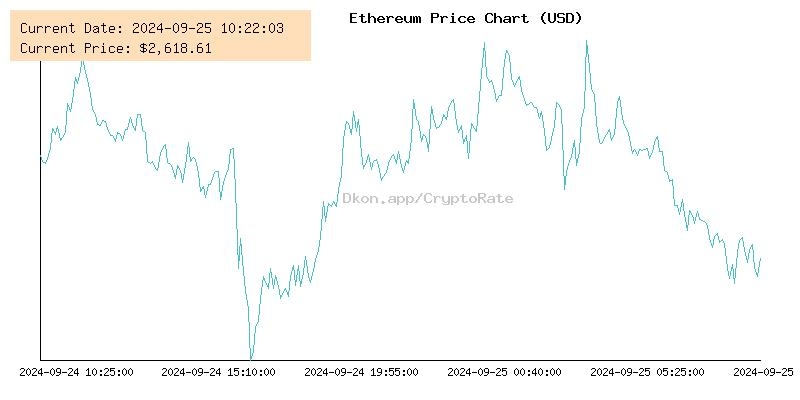 Ethereum Price Chart (USD)
Current Date: 2024-09-25 10:22:03
Current Price: $2,618.61
Dkon.app/CryptoRate
2024-09-24 10:25:00 2024-09-24 15:10:00 2024-09-24 19:55:00 2024-09-25 00:40:00 2024-09-25 05:25:00 2024-09-25